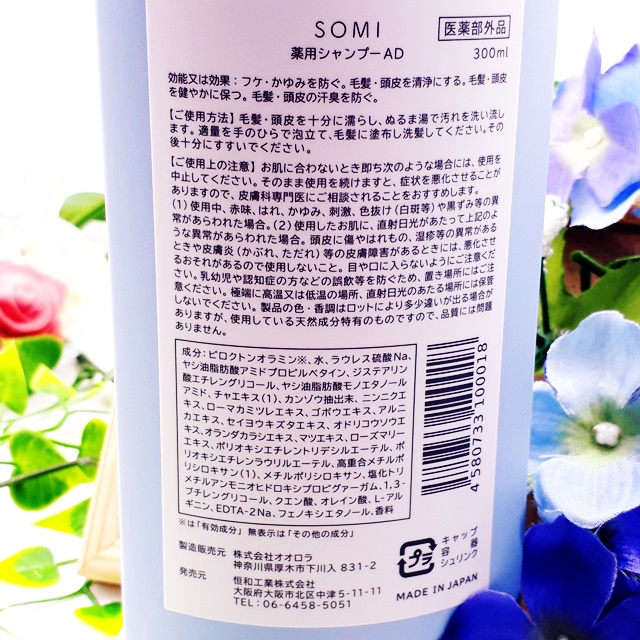 SOMI
医薬部外品
薬用シャンプーAD
300ml
効能又は効果：フケ・かゆみを防ぐ。毛髪・頭皮を清浄にする。毛髪・頭皮
を健やかに保つ。毛髪・頭皮の汗臭を防ぐ。
【ご使用方法】毛髪・頭皮を十分に濡らし、ぬるま湯で汚れを洗い流し
ます。適量を手のひらで泡立て、毛髪に塗布し洗髪してください。その
後十分にすすいでください。
【ご使用上の注意】お肌に合わないとき即ち次のような場合には、使用を
中止してください。そのまま使用を続けますと、症状を悪化させることが
ありますので、皮膚科専門医にご相談されることをおすすめします。
(1)使用中、赤味、はれ、かゆみ、刺激、色抜け(白斑等)や黒ずみ等の異
常があらわれた場合。(2)使用したお肌に、直射日光があたって上記のよ
うな異常があらわれた場合。頭皮に傷やはれもの、湿疹等の異常がある
ときや皮膚炎(かぶれ、ただれ)等の皮膚障害があるときには、悪化させ
るおそれがあるので使用しないこと。目や口に入らないようにご注意くだ
さい。乳幼児や認知症の方などの誤飲等を防ぐため、置き場所にはご注
意ください。極端に高温又は低温の場所、直射日光のあたる場所には保管
しないでください。製品の色・香調はロットにより多少違いが出る場合が
ありますが、使用している天然成分特有のものですので、品質には問題
ありません。
成分：ピロクトンオラミン※、水、ラウレス硫酸Na、
ヤシ油脂肪酸アミドプロピルベタイン、ジステアリン
酸エチレングリコール、ヤシ油脂肪酸モノエタノール
アミド、チャエキス(1)、カンゾウ抽出末、ニンニクエ
キス、ローマカミツレエキス、ゴボウエキス、アルニ
カエキス、セイヨウキズタエキス、オドリコソウエ
キス、オランダカラシエキス、マツエキス、ローズマリー
エキス、ポリオキシエチレントリデシルエーテル、ポ
リオキシエチレンラウリルエーテル、高重合メチルポ
リシロキサン(1)、メチルポリシロキサン、塩化トリ
メチルアンモニオヒドロキシプロピルグァーガム、1,3-
ブチレングリコール、クエン酸、オレイン酸、L-アル
ギニン、EDTA-2Na、フェノキシエタノール、香料
※は「有効成分」無表示は「その他の成分」
4580733100018
製造販売元 株式会社オオロラ
神奈川県厚木市下川入 831-2
発売元 恒和工業株式会社
大阪府大阪市北区中津 5-11-11
TEL:06-6458-5051
プラ
キャップ
容器
シュリンク
MADE IN JAPAN